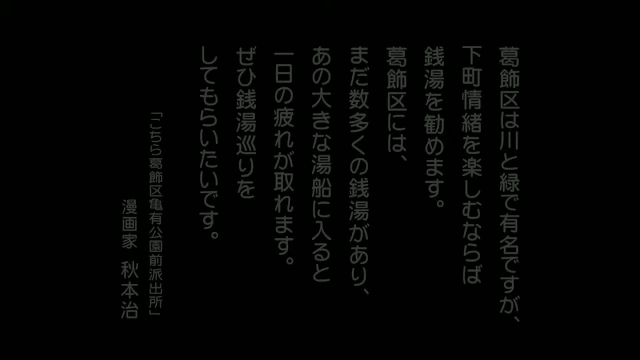 葛飾区は川と緑で有名ですが、
下町情緒を楽しむならば
銭湯を勧めます。
葛飾区には、
まだ数多くの銭湯があり、
あの大きな湯船に入ると
一日の疲れが取れます。
ぜひ銭湯巡りを
してもらいたいです。
「こちら葛飾区亀有公園前派出所」
漫画家 秋本治